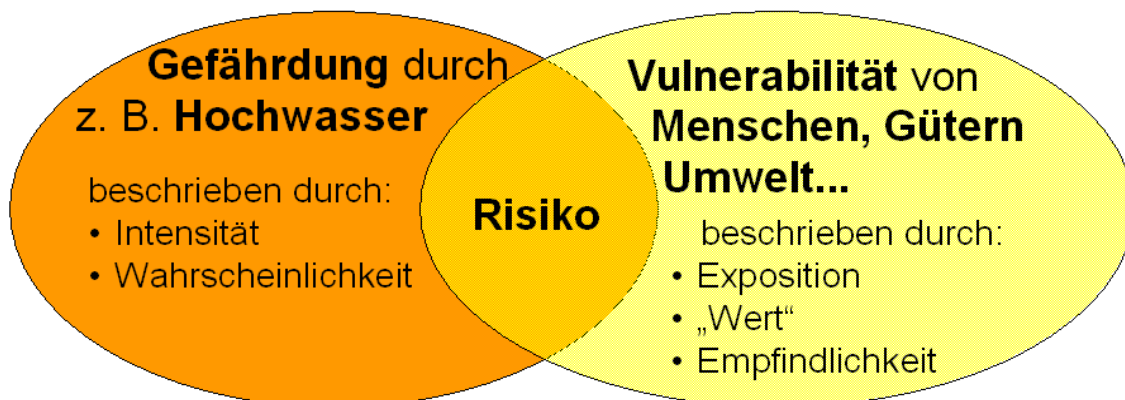 Gefährdung durch
z. B. Hochwasser
beschrieben durch:
• Intensität
• Wahrscheinlichkeit
Risiko
Vulnerabilität von
Menschen, Gütern
Umwelt...
beschrieben durch:
• Exposition
• „Wert“
• Empfindlichkeit